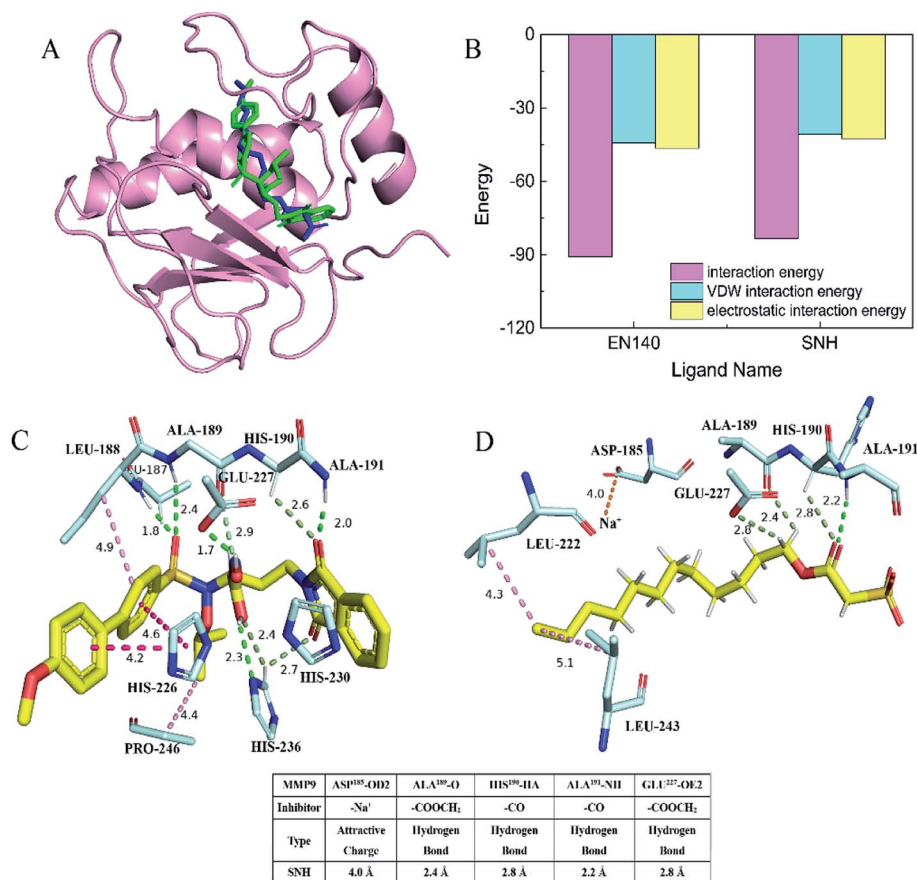 A
B
0
-30
-60
-90
-120
Energy
interaction energy
VDW interaction energy
electrostatic interaction energy
EN140
SNH
Ligand Name
C
ALA-189
LEU-188
HIS-190
GLU-227
ALA-191
2.4
2.6
1.8
2.9
2.0
4.9
1.7
4.6
2.4
4.2
2.3
2.7
HIS-226
HIS-230
4.4
PRO-246
HIS-236
D
ALA-189
HIS-190
ASP-185
ALA-191
GLU-227
4.0
2.2
2.4
2.8
Na+
2.8
LEU-222
4.3
5.1
LEU-243
MMP9 ASP185-OD2 ALA189-O HIS190-HA ALA191-NH GLU227-OE2
Inhibitor -Na+ -COOCH2 -CO -CO -COOCH2
Type Attractive Charge Hydrogen Bond Hydrogen Bond Hydrogen Bond Hydrogen Bond
SNH 4.0 Å 2.4 Å 2.8 Å 2.2 Å 2.8 Å